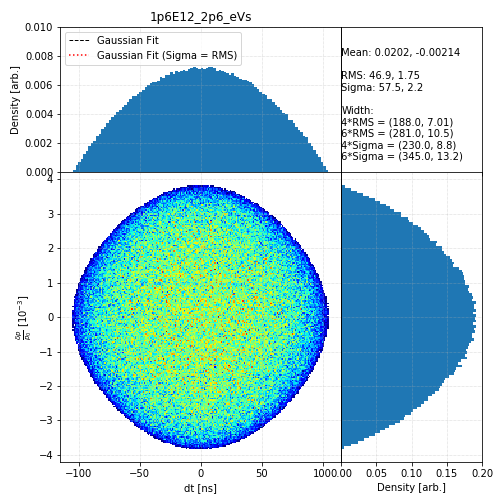 1p6E12_2p6_eVs
0.010
0.008
0.006
0.004
0.002
0.000
Density [arb.]
Gaussian Fit
Gaussian Fit (Sigma = RMS)
Mean: 0.0202, -0.00214
RMS: 46.9, 1.75
Sigma: 57.5, 2.2
Width:
4*RMS = (188.0, 7.01)
6*RMS = (281.0, 10.5)
4*Sigma = (230.0, 8.8)
6*Sigma = (345.0, 13.2)
4
3
2
1
0
−1
−2
−3
−4
δp/p₀ [10⁻³]
−100 −50 0 50 100
dt [ns]
0.00 0.05 0.10 0.15 0.20
Density [arb.]